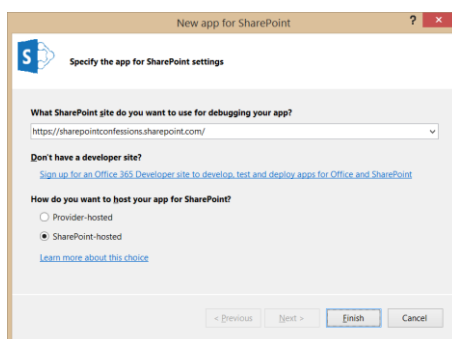 New app for SharePoint
? ×
S
Specify the app for SharePoint settings
What SharePoint site do you want to use for debugging your app?
https://sharepointconfessions.sharepoint.com/
Don't have a developer site?
Sign up for an Office 365 Developer site to develop, test and deploy apps for Office and SharePoint
How do you want to host your app for SharePoint?
Provider-hosted
SharePoint-hosted
Learn more about this choice
< Previous Next > Finish Cancel